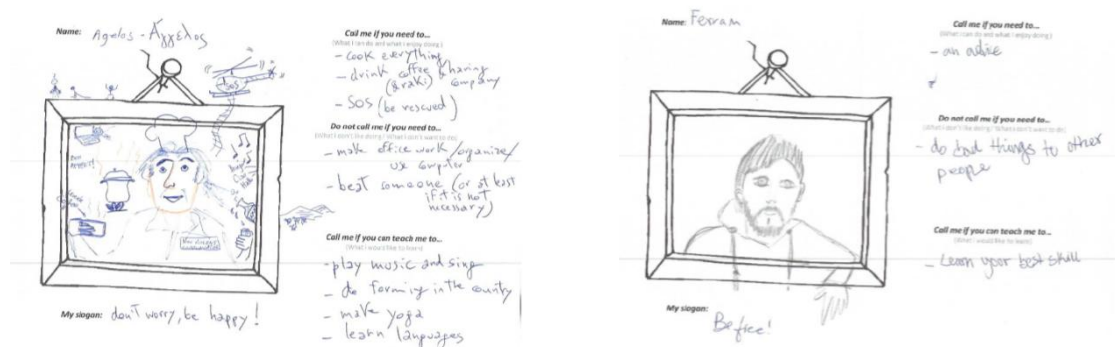 Name: Agelos - Άγγελος
Call me if you need to...
(What I can do and what I enjoy doing)
- cook everything
- drink coffee sharing
(& raki) company
- SOS (be rescued)
SOS
Do not call me if you need to...
(What I don't like doing / What I don't want to do)
- make office work / organize /
use computer
- beat someone (or at least
if it is not
necessary)
Call me if you can teach me to...
(What I would like to learn)
- play music and sing
- do farming in the country
- make yoga
- learn languages
My slogan: don't worry, be happy!
Name: Ferram
Call me if you need to...
(What I can do and what I enjoy doing)
- an advice
Do not call me if you need to...
(What I don't like doing / What I don't want to do)
- do bad things to other
people
Call me if you can teach me to...
(What I would like to learn)
- Learn your best skill
My slogan:
Be free!